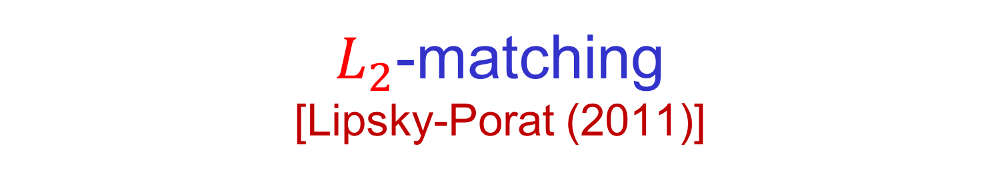 L₂-matching
[Lipsky-Porat (2011)]